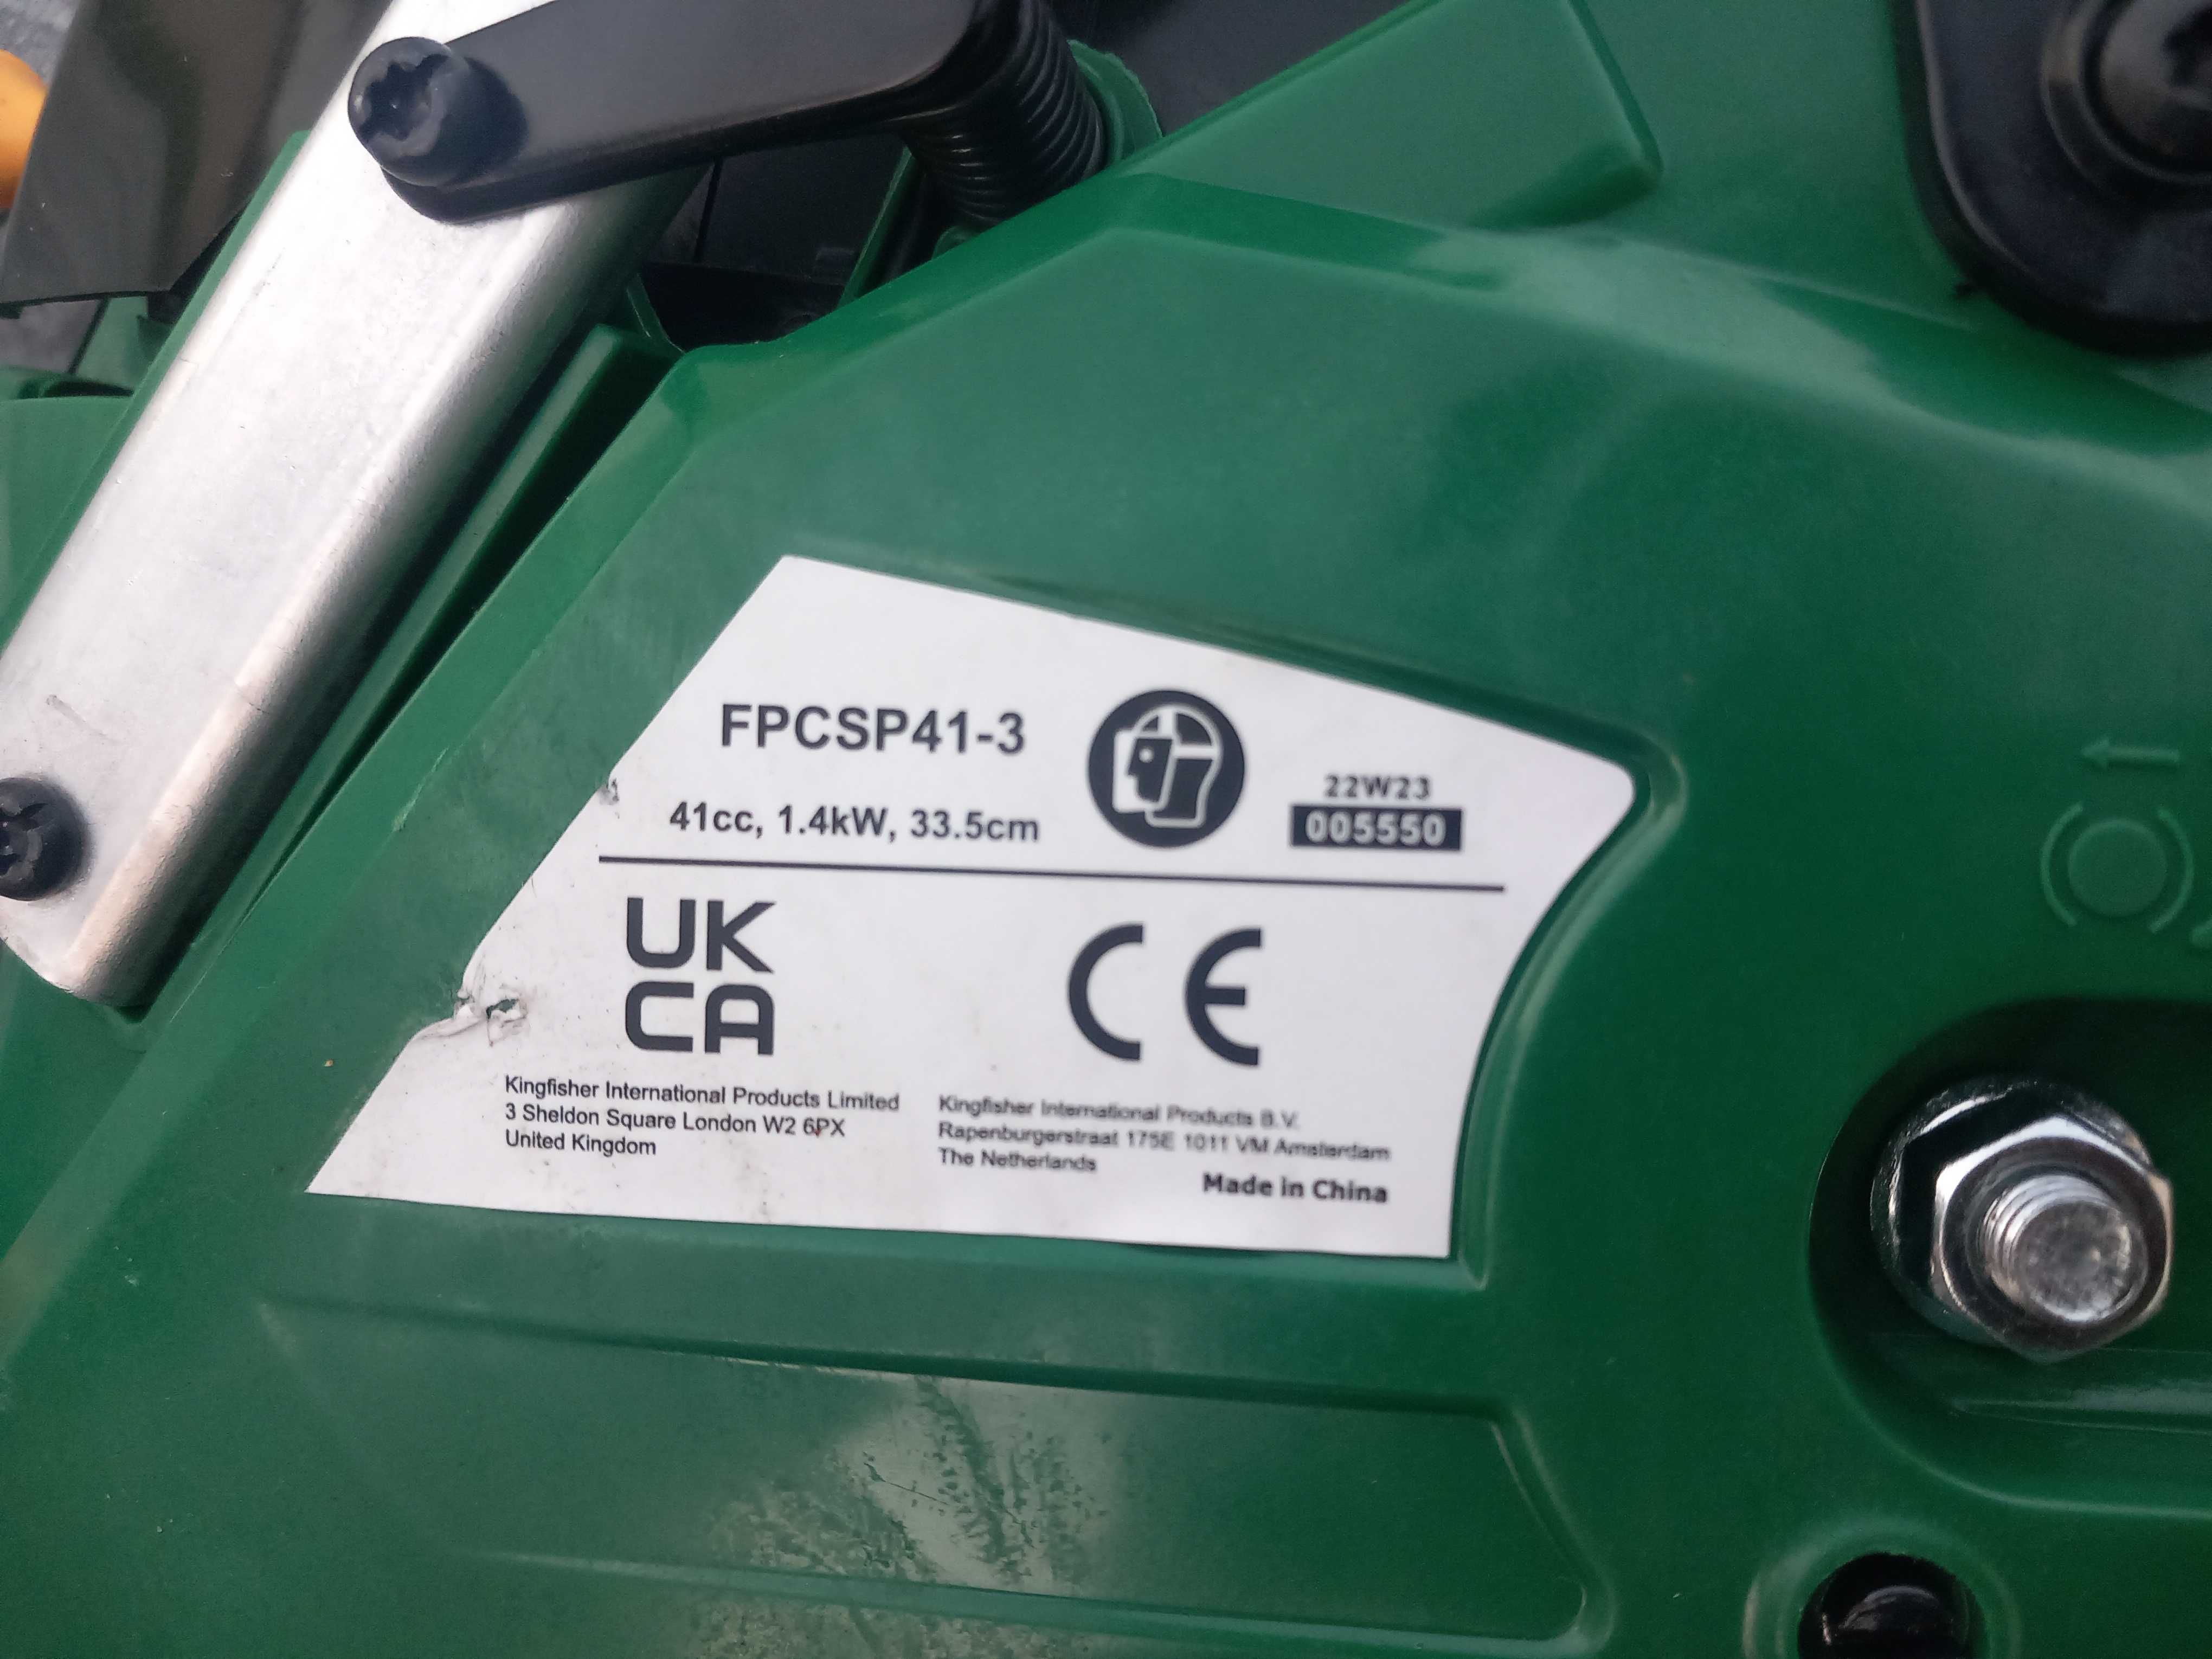 FPCSP41-3
41cc, 1.4kW, 33.5cm
22W23
005550
UK
CA
CE
Kingfisher International Products Limited
3 Sheldon Square London W2 6PX
United Kingdom
Kingfisher International Products B.V.
Rapenburgerstraat 175E 1011 VM Amsterdam
The Netherlands
Made in China